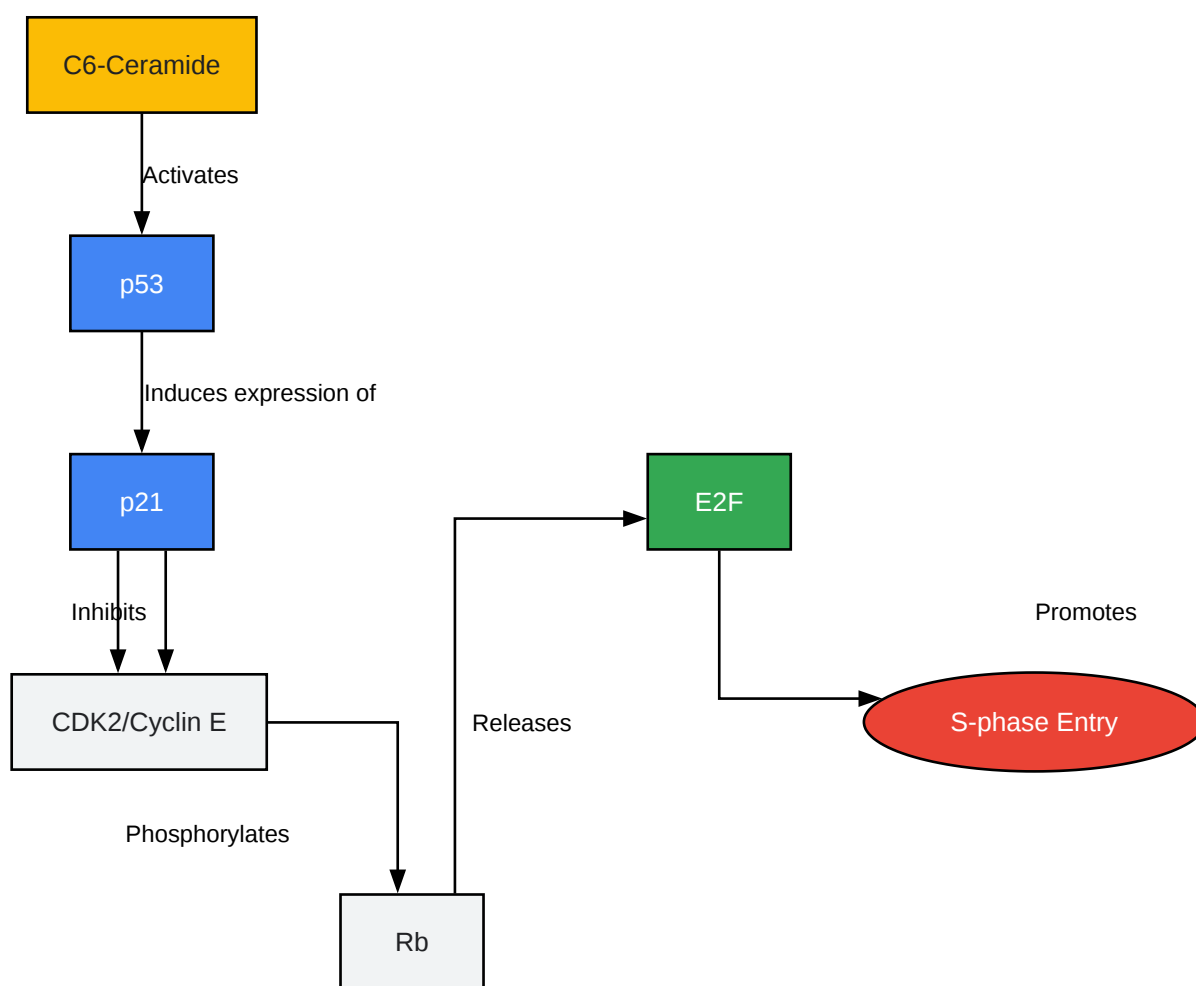 C6-Ceramide
Activates
p53
Induces expression of
p21
E2F
Inhibits
Promotes
CDK2/Cyclin E
Releases
S-phase Entry
Phosphorylates
Rb